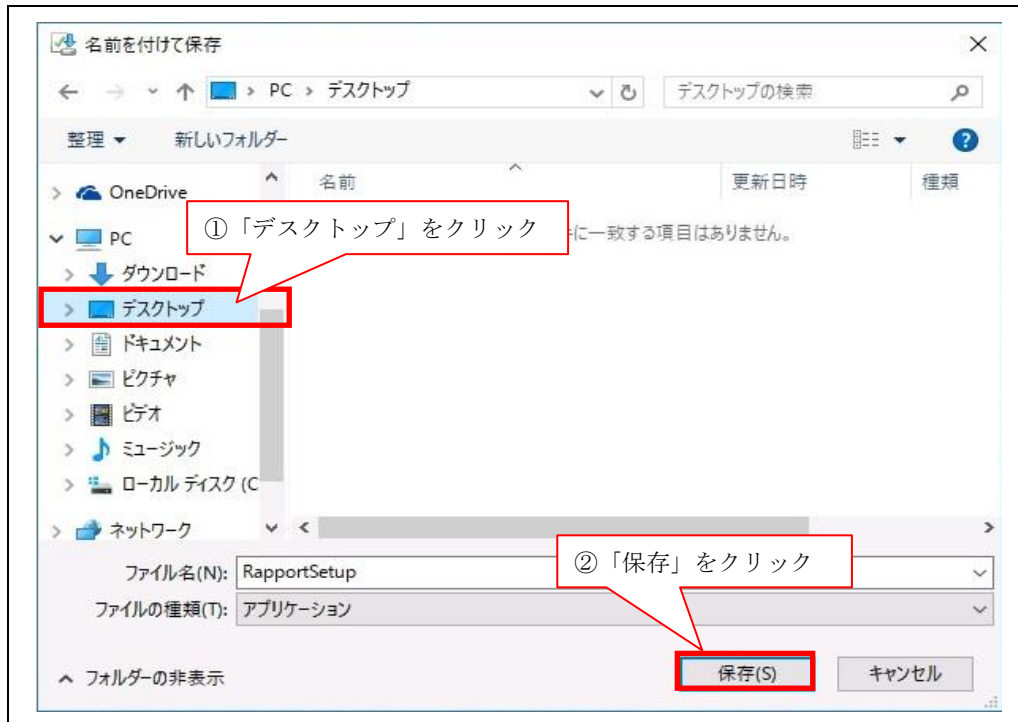 名前を付けて保存
PC > デスクトップ
デスクトップの検索
整理 新しいフォルダー
名前 更新日時 種類
OneDrive
①「デスクトップ」をクリック
に一致する項目はありません。
PC
ダウンロード
デスクトップ
ドキュメント
ピクチャ
ビデオ
ミュージック
ローカル ディスク (C
ネットワーク
②「保存」をクリック
ファイル名(N): RapportSetup
ファイルの種類(T): アプリケーション
フォルダーの非表示
保存(S) キャンセル